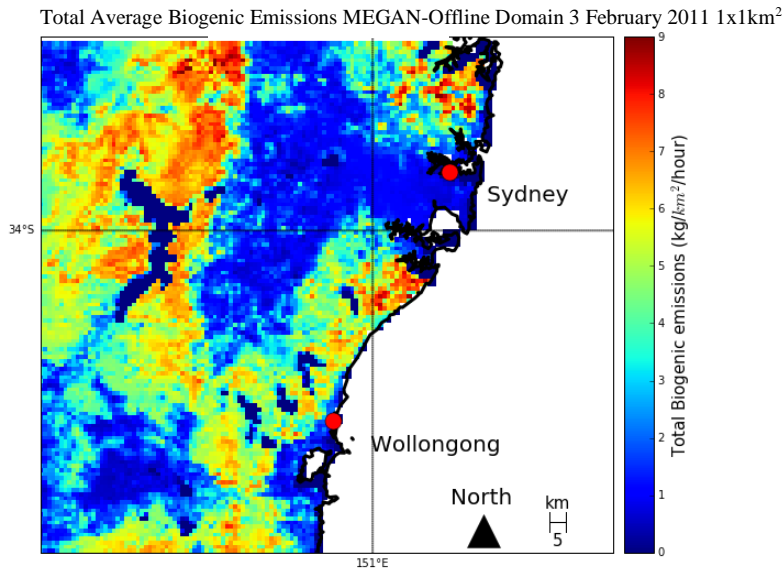 Total Average Biogenic Emissions MEGAN-Offline Domain 3 February 2011 1x1km²
9
8
7
6
5
4
3
2
1
0
Total Biogenic emissions (kg/km²/hour)
Sydney
34°S
Wollongong
North
km
5
151°E